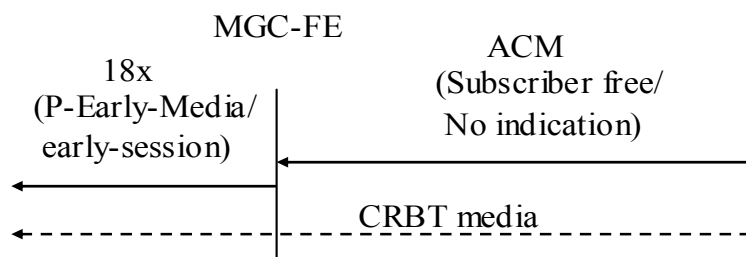 MGC-FE
18x
(P-Early-Media/
early-session)
ACM
(Subscriber free/
No indication)
CRBT media